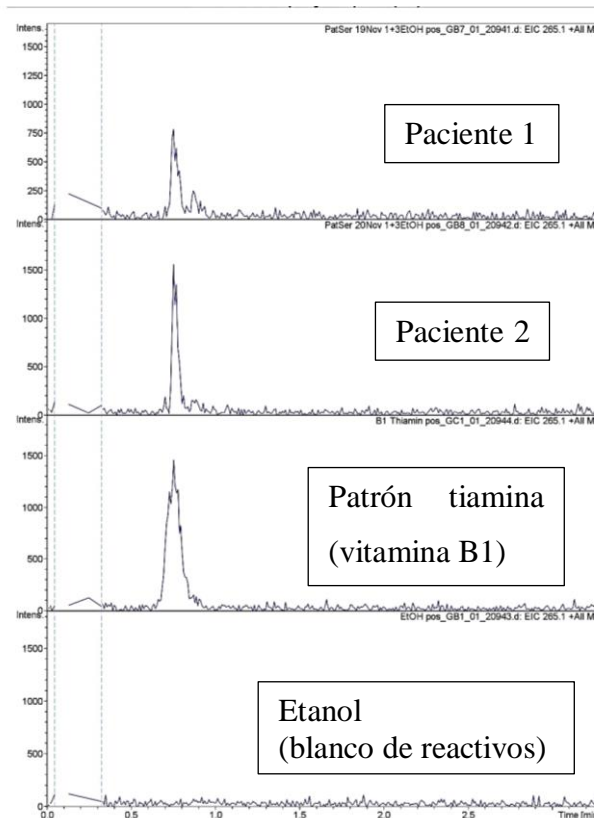 Intens.
PatSer 19Nov 1+3EtOH pos_GB7_01_20941.d: EIC 265.1 +All M
1500
1250
1000
750
500
250
0
Paciente 1
Intens.
PatSer 20Nov 1+3EtOH pos_GB8_01_20942.d: EIC 265.1 +All M
1500
1000
500
0
Paciente 2
Intens.
B1 Thiamin pos_GC1_01_20944.d: EIC 265.1 +All M
1500
1000
500
0
Patrón tiamina
(vitamina B1)
Intens.
EtOH pos_GB1_01_20943.d: EIC 265.1 +All M
1500
1000
500
0
Etanol
(blanco de reactivos)
0.0 0.5 1.0 1.5 2.0 2.5 Time [mi